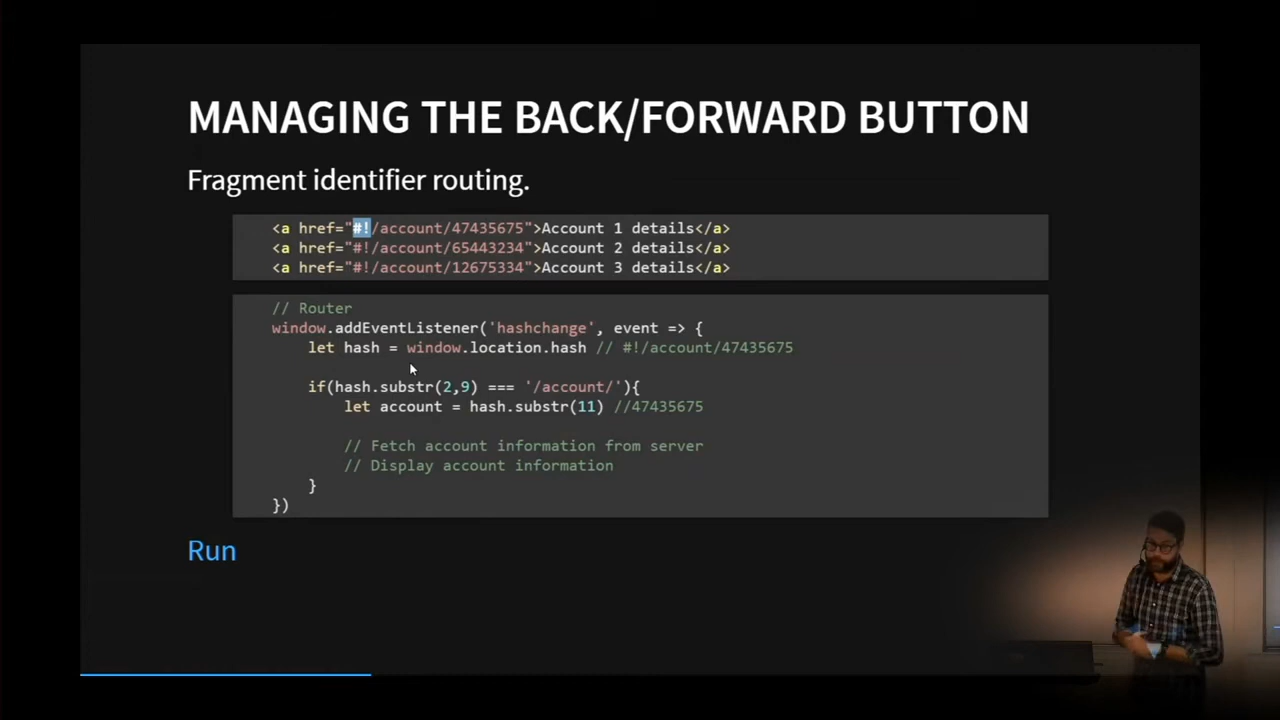 MANAGING THE BACK/FORWARD BUTTON
Fragment identifier routing.
<a href="#!/account/47435675">Account 1 details</a>
<a href="#!/account/65443234">Account 2 details</a>
<a href="#!/account/12675334">Account 3 details</a>
// Router
window.addEventListener('hashchange', event => {
let hash = window.location.hash // #!/account/47435675
if(hash.substr(2,9) === '/account/'){
let account = hash.substr(11) //47435675
// Fetch account information from server
// Display account information
}
})
Run